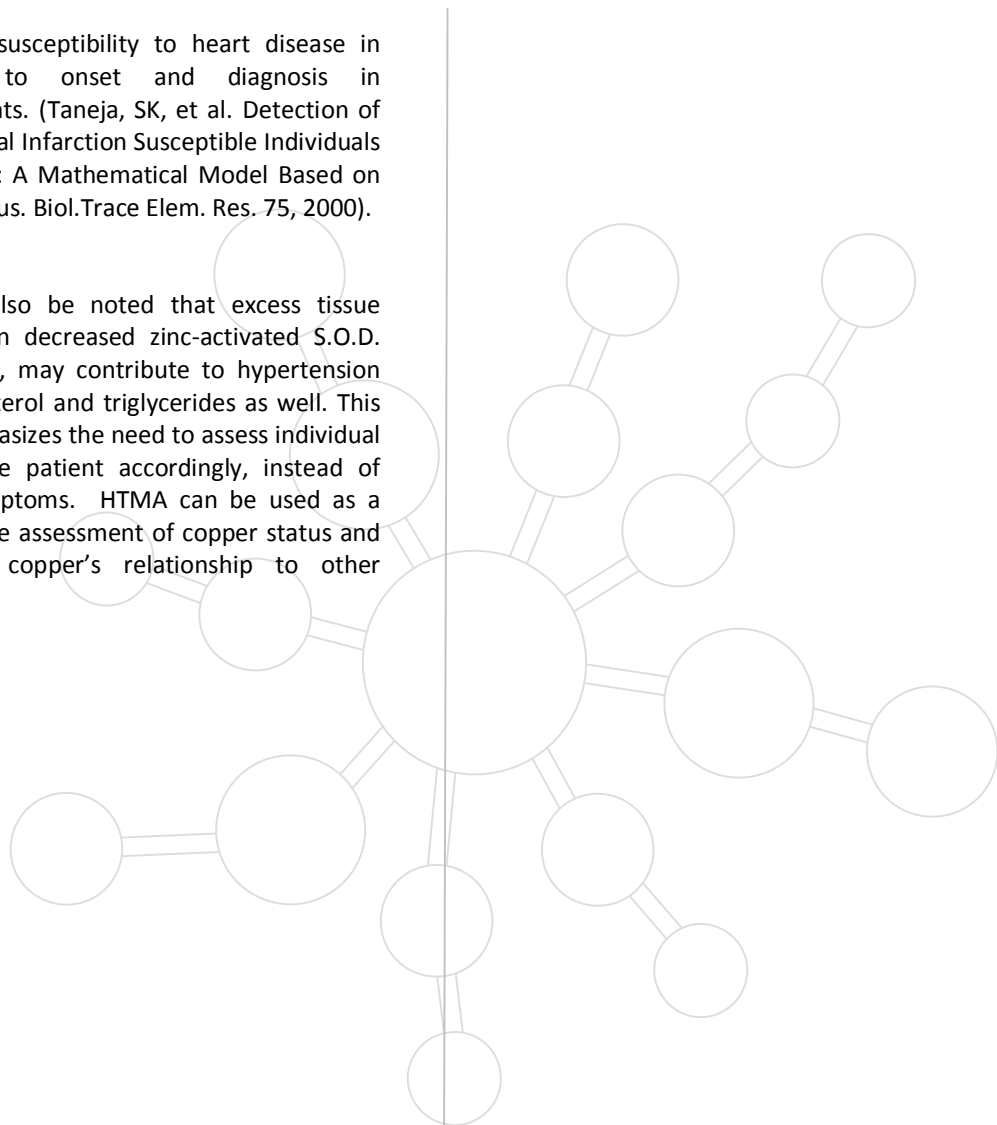 susceptibility to heart disease in
to onset and diagnosis in
ts. (Taneja, SK, et al. Detection of
al Infarction Susceptible Individuals
: A Mathematical Model Based on
us. Biol.Trace Elem. Res. 75, 2000).
lso be noted that excess tissue
n decreased zinc-activated S.O.D.
, may contribute to hypertension
terol and triglycerides as well. This
asizes the need to assess individual
e patient accordingly, instead of
ptoms. HTMA can be used as a
e assessment of copper status and
copper's relationship to other